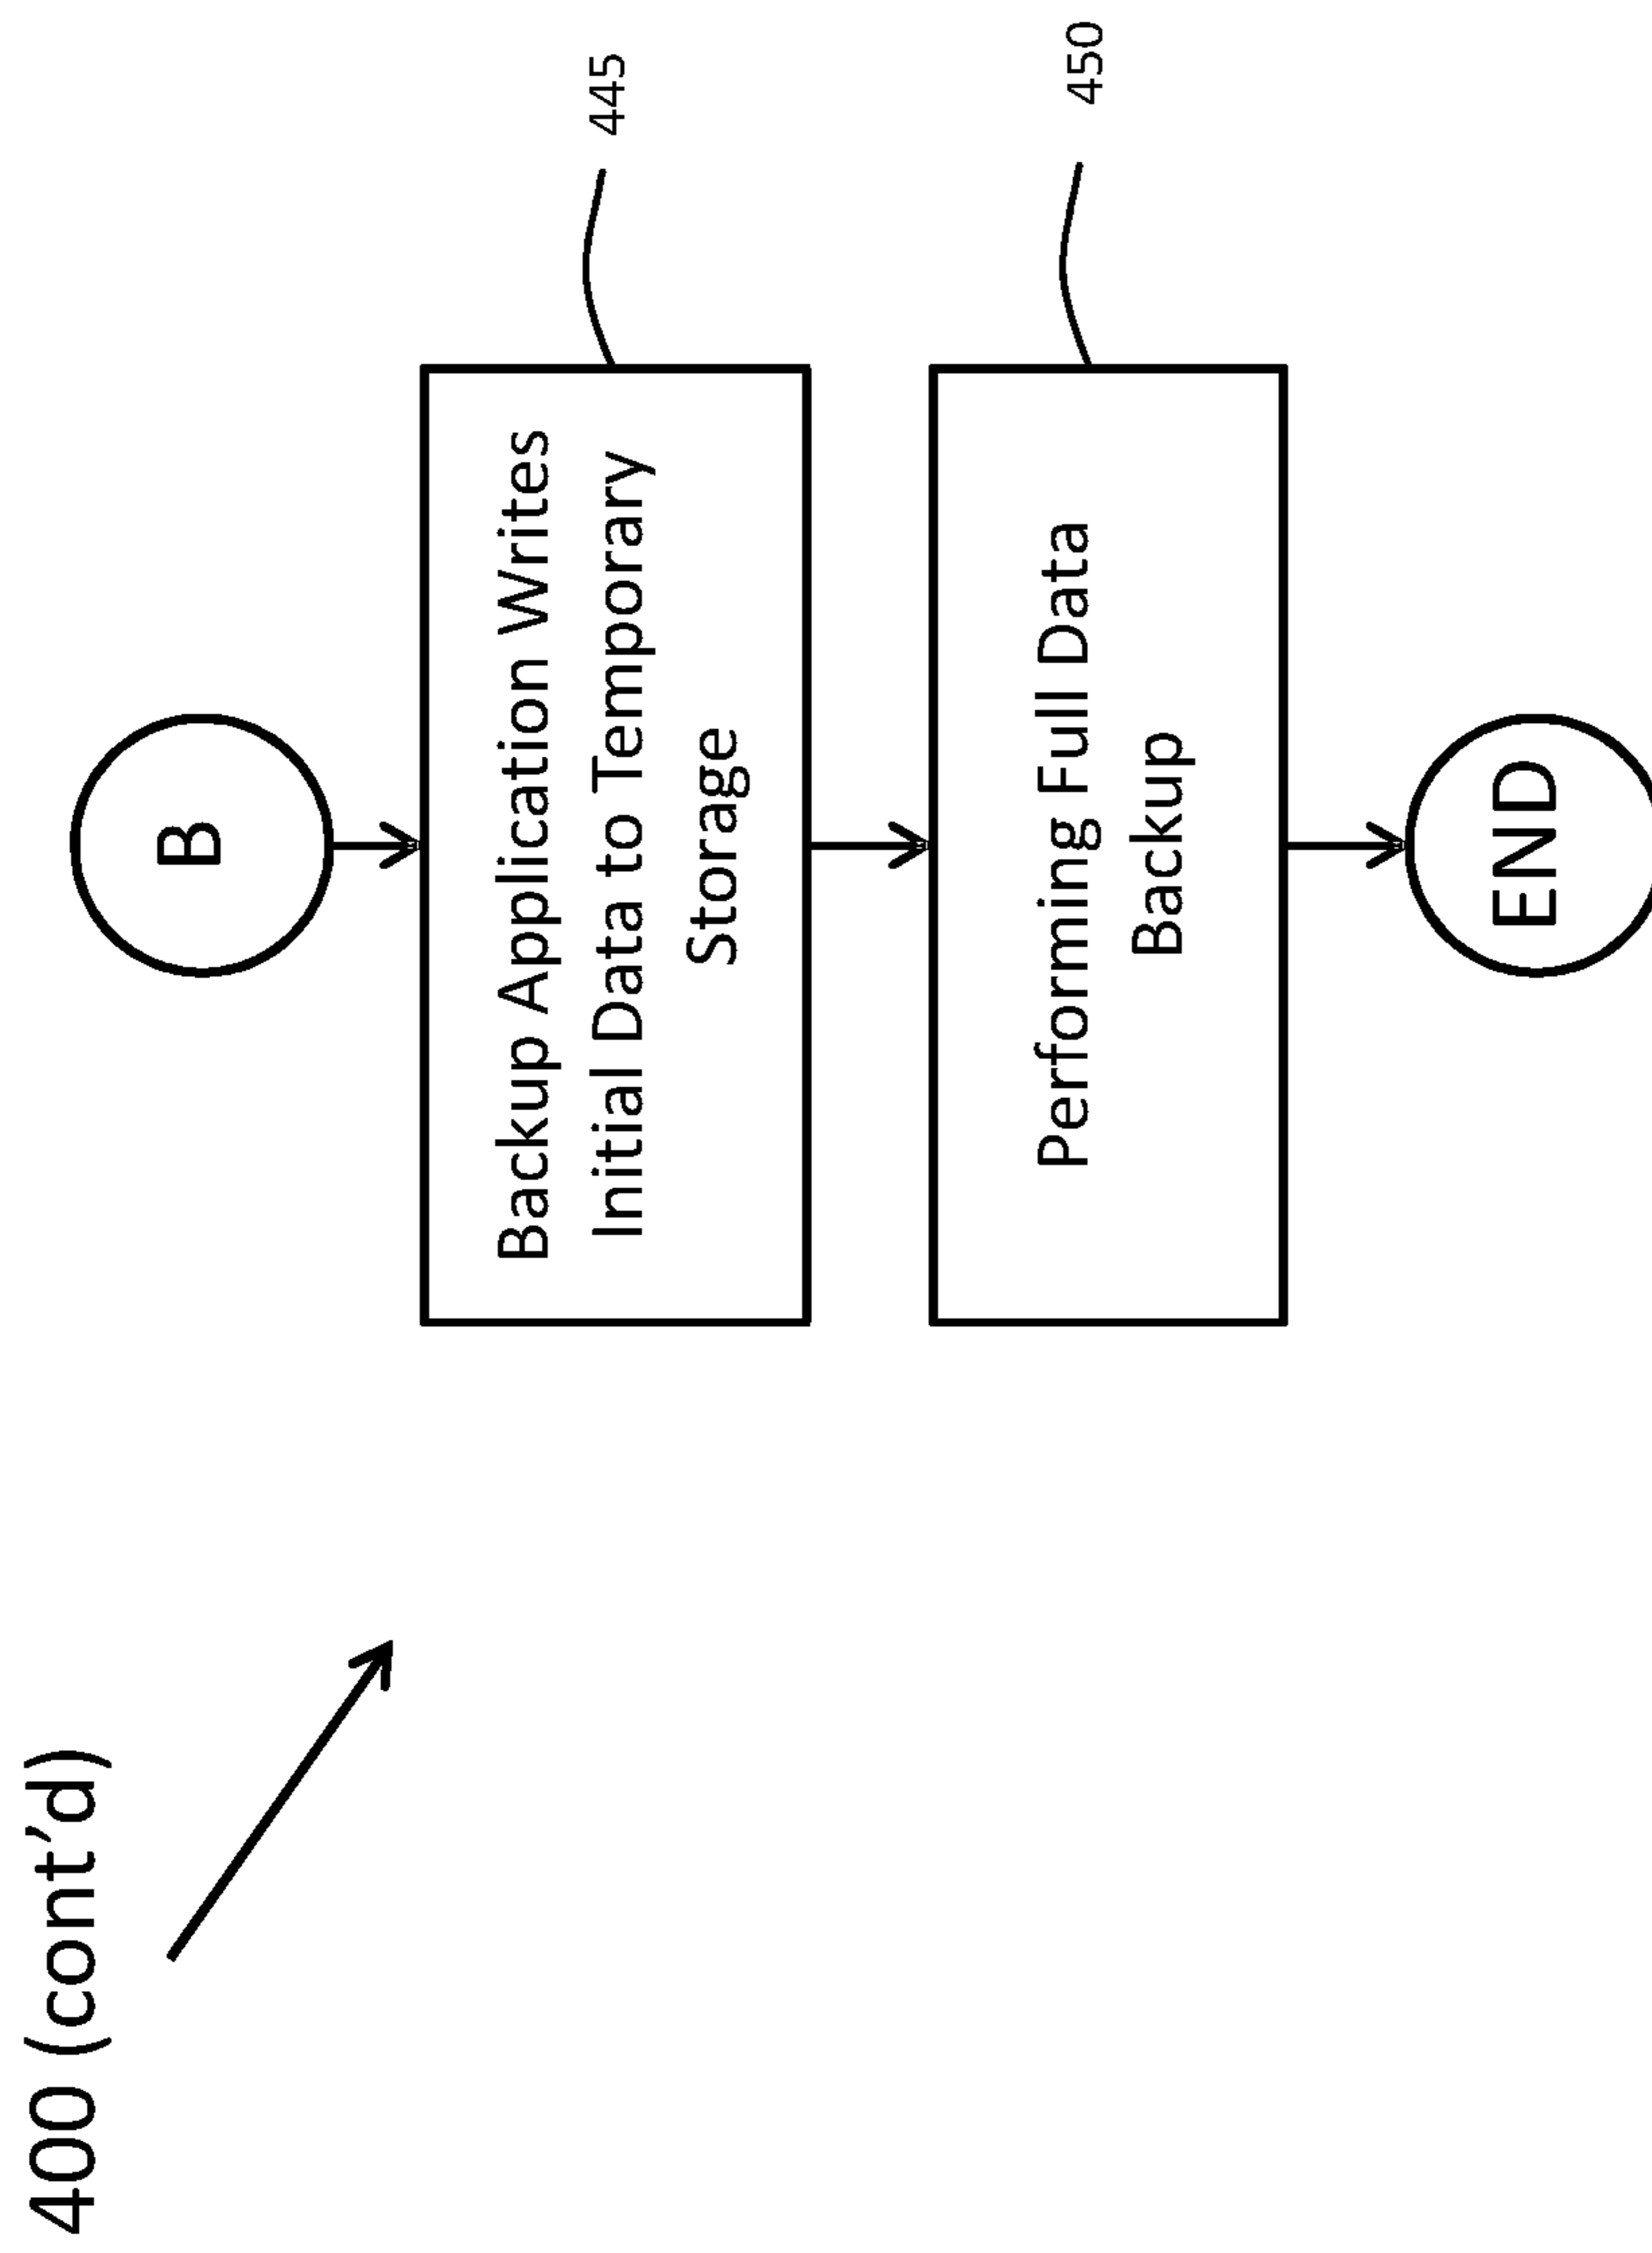 400 (cont’d)
B
Backup Application Writes
Initial Data to Temporary
Storage
445
Performing Full Data
Backup
450
END